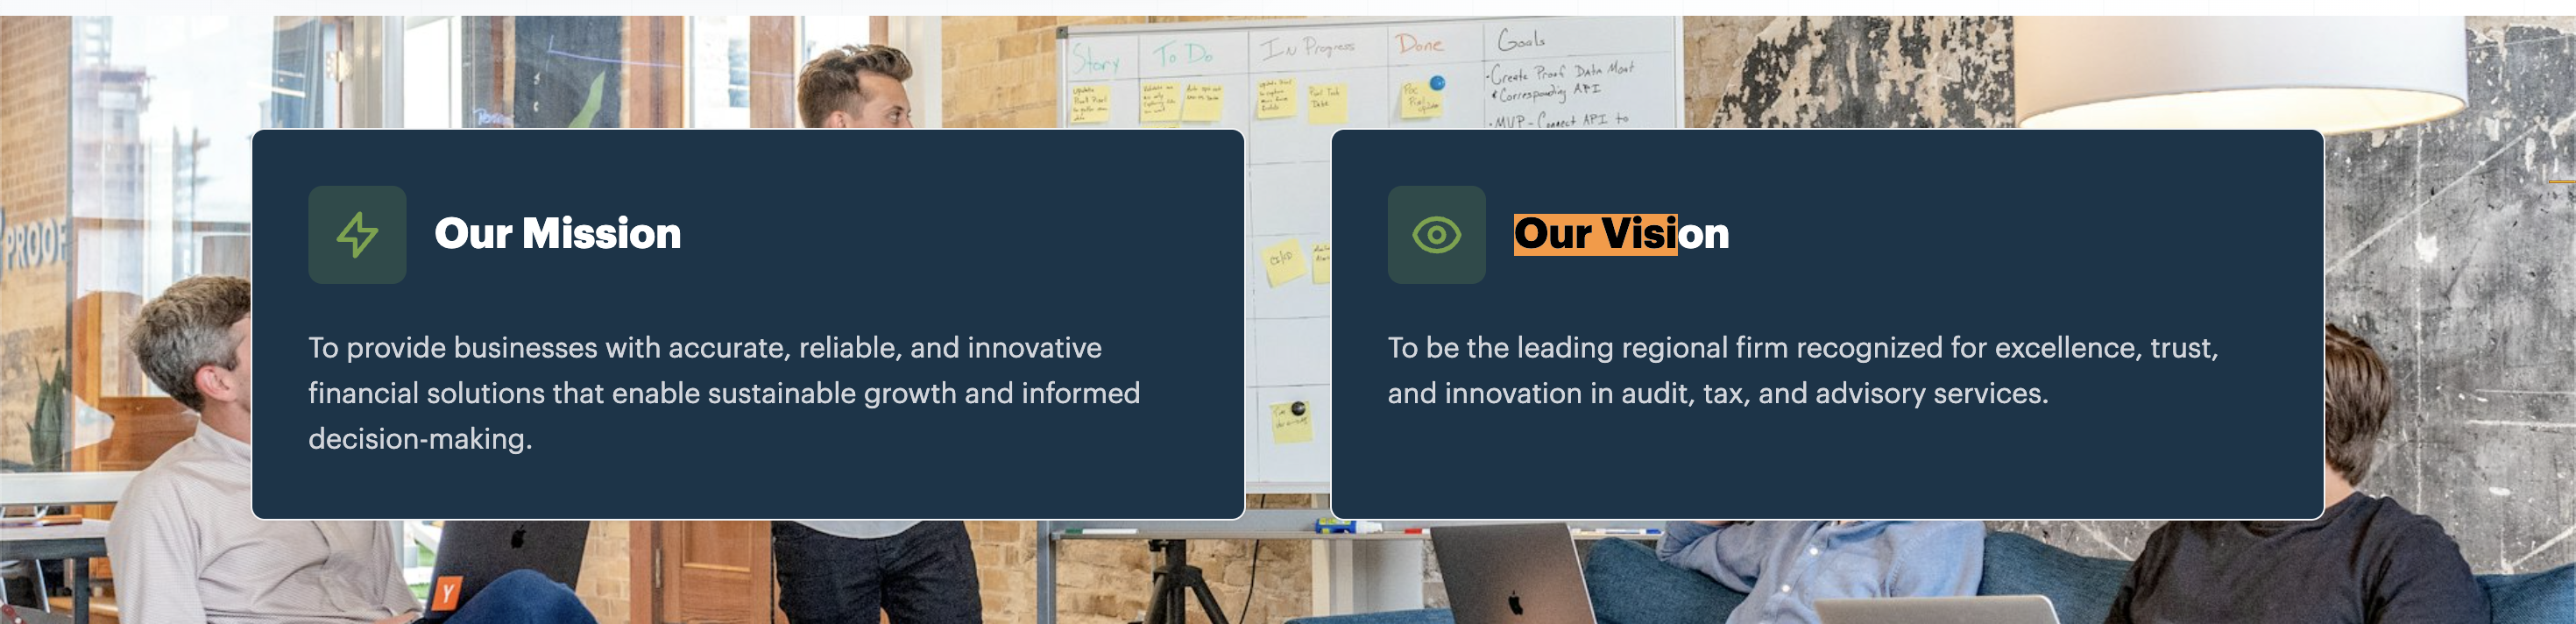 Story
To Do
In Progress
Done
Goals
• Create Proof Data Moat
& Corresponding API
• MVP - Connect API to
PROOF
Our Mission
To provide businesses with accurate, reliable, and innovative
financial solutions that enable sustainable growth and informed
decision-making.
Our Vision
To be the leading regional firm recognized for excellence, trust,
and innovation in audit, tax, and advisory services.
CI/CD
Y